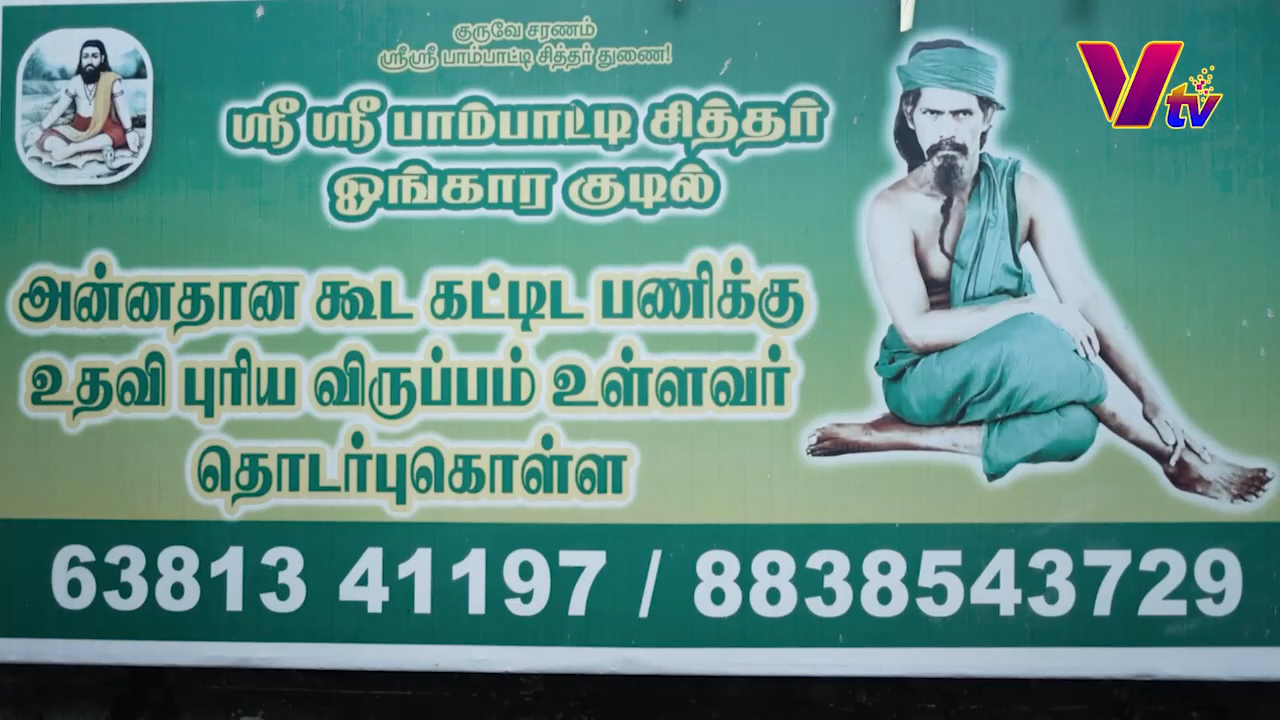 குருவே சரணம்
ஸ்ரீஸ்ரீ பாம்பாட்டி சித்தர் துணை!
ஸ்ரீ ஸ்ரீ பாம்பாட்டி சித்தர்
ஓங்கார குடில்
அன்னதான கூட கட்டிட பணிக்கு
உதவி புரிய விருப்பம் உள்ளவர்
தொடர்புகொள்ள
63813 41197 / 8838543729
Vtv